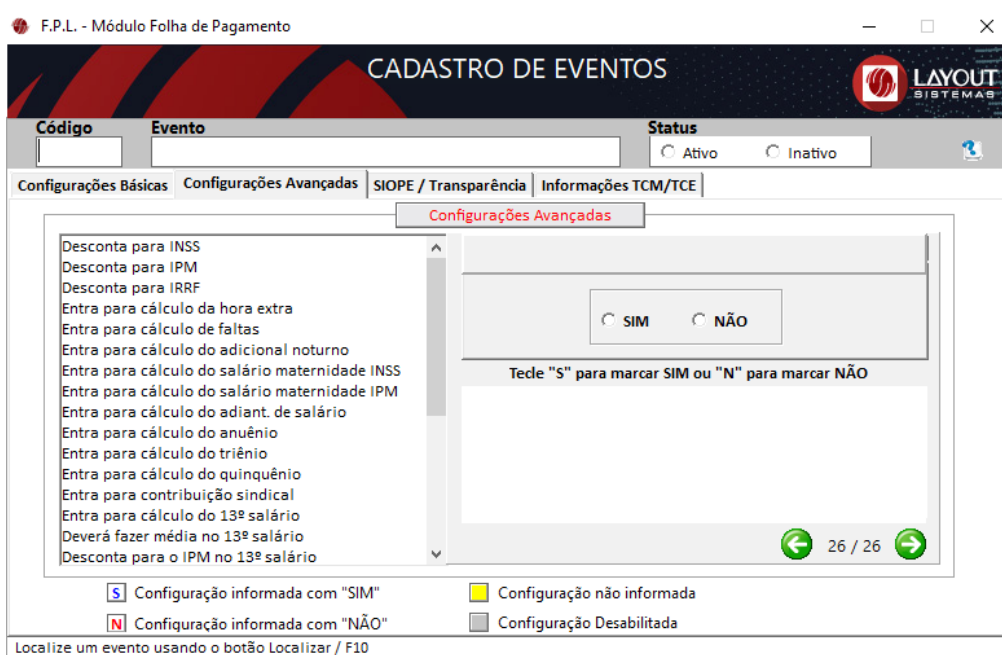 F.P.L. - Módulo Folha de Pagamento
CADASTRO DE EVENTOS
LAYOUT
SISTEMAS
Código Evento Status
Ativo Inativo
Configurações Básicas Configurações Avançadas SIOPE / Transparência Informações TCM/TCE
Configurações Avançadas
Desconta para INSS
Desconta para IPM
Desconta para IRRF
Entra para cálculo da hora extra
Entra para cálculo de faltas
Entra para cálculo do adicional noturno
Entra para cálculo do salário maternidade INSS
Entra para cálculo do salário maternidade IPM
Entra para cálculo do adiant. de salário
Entra para cálculo do anuênio
Entra para cálculo do triênio
Entra para cálculo do quinquênio
Entra para contribuição sindical
Entra para cálculo do 13º salário
Deverá fazer média no 13º salário
Desconta para o IPM no 13º salário
SIM NÃO
Tecle "S" para marcar SIM ou "N" para marcar NÃO
26 / 26
S Configuração informada com "SIM"
Configuração não informada
N Configuração informada com "NÃO"
Configuração Desabilitada
Localize um evento usando o botão Localizar / F10